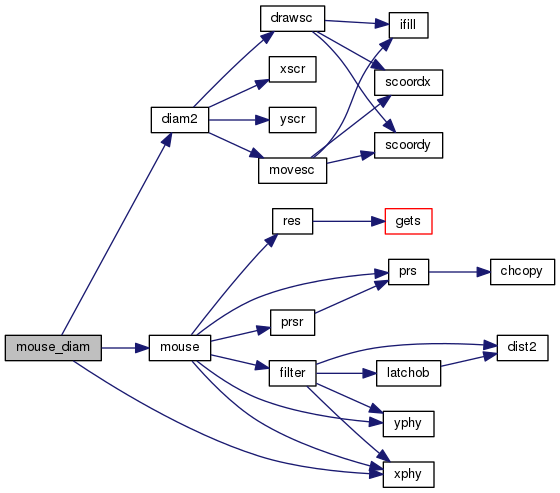 drawsc
ifill
xscr
scoordx
diam2
yscr
scoordy
movesc
res
gets
prs
chcopy
prsr
mouse_diam
mouse
dist2
filter
latchob
yphy
xphy